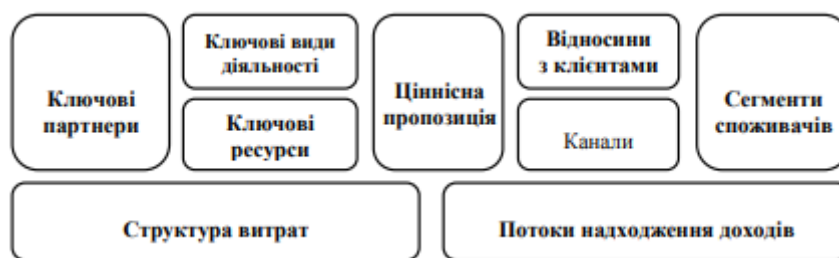 Ключові
партнери
Ключові види
діяльності
Ключові
ресурси
Ціннісна
пропозиція
Відносини
з клієнтами
Канали
Сегменти
споживачів
Структура витрат
Потоки надходження доходів